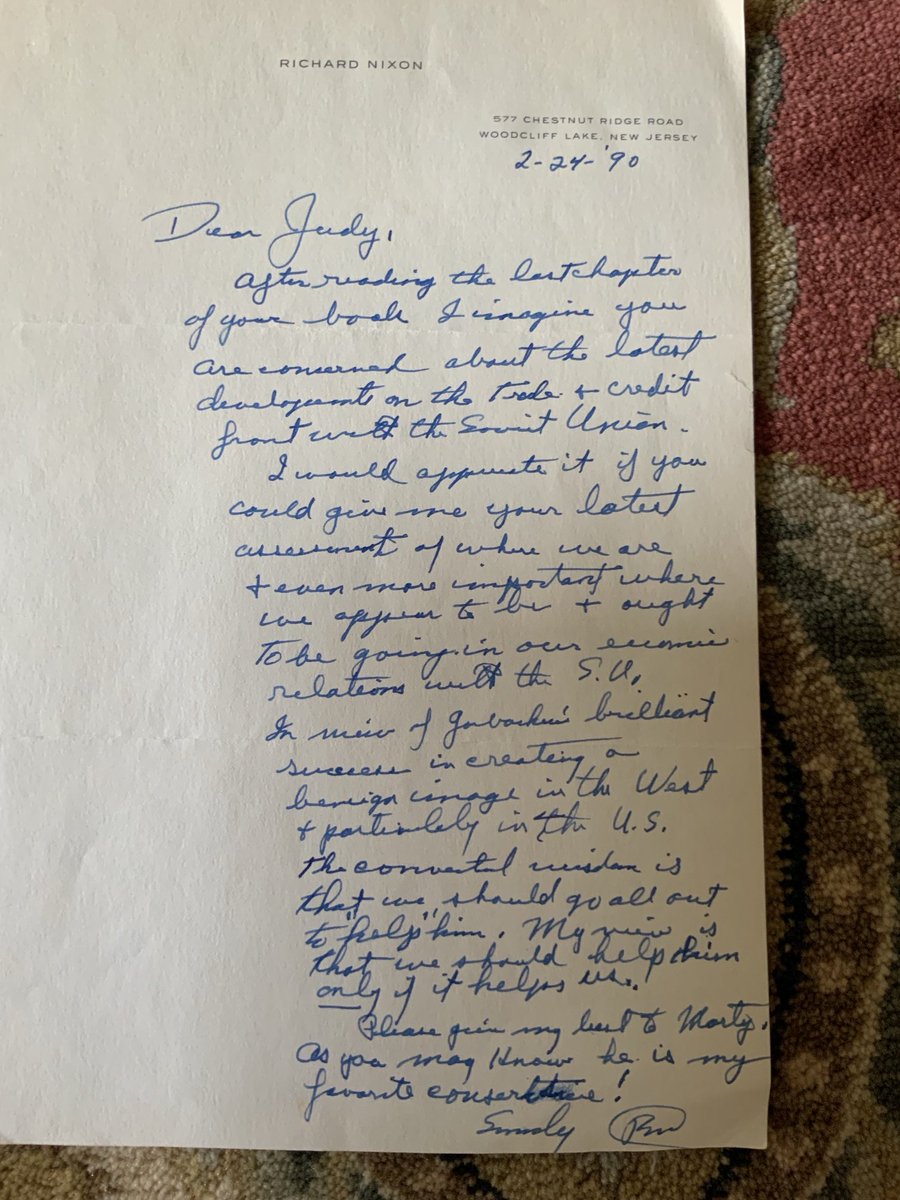 RICHARD NIXON
577 CHESTNUT RIDGE ROAD
WOODCLIFF LAKE, NEW JERSEY
2-24-'90
Dear Judy,
After reading the last chapter
of your book I imagine you
are concerned about the latest
developments on the Trade + credit
front with the Soviet Union.
I would appreciate it if you
could give me your latest
assessment of where we are
+ even more important where
we appear to be + ought
to be going in our economic
relations with the S.U.
In view of Gorbachev's brilliant
success in creating a
benign image in the West
+ particularly in the U.S.
the conventional wisdom is
that we should go all out
to "help" him. My view is
that we should help him
only if it helps us.
Please give my best to Marty.
As you may know he is my
favorite conservative!
Sincerely RN